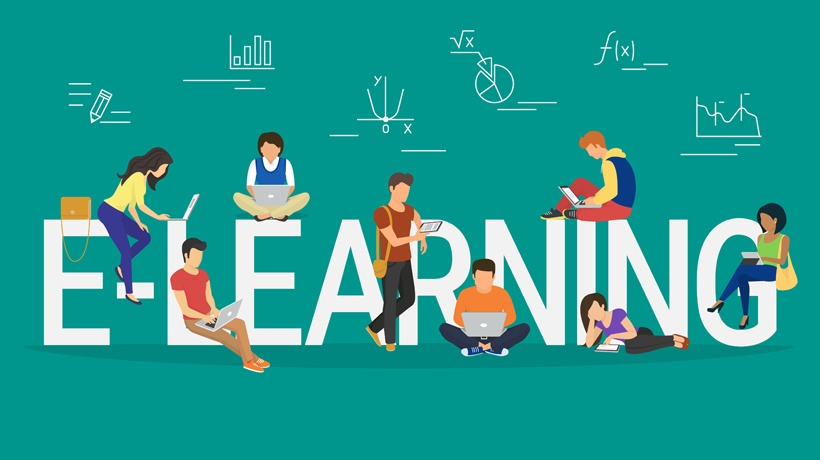 √x
f(x)
y
0 X
E-LEARNING